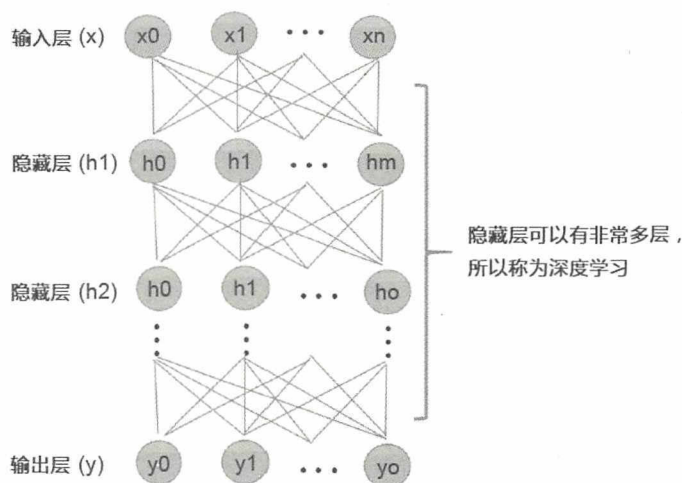 输入层 (x) x0 x1 ··· xn
隐藏层 (h1) h0 h1 ··· hm
隐藏层可以有非常多层，
所以称为深度学习
隐藏层 (h2) h0 h1 ··· ho
输出层 (y) y0 y1 ··· yo